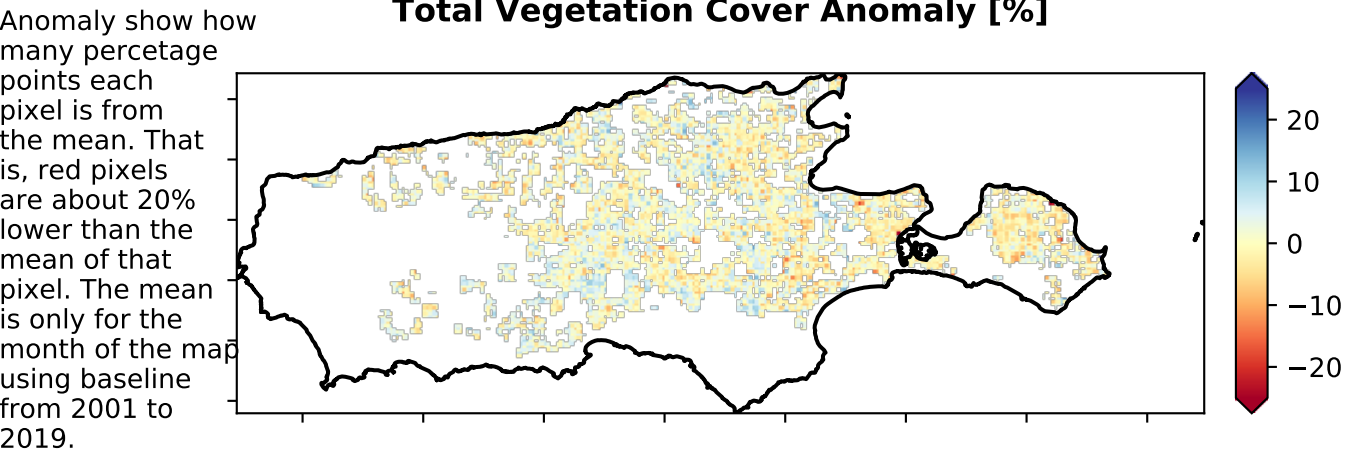 Total Vegetation Cover Anomaly [%]
Anomaly show how
many percetage
points each
pixel is from
the mean. That
is, red pixels
are about 20%
lower than the
mean of that
pixel. The mean
is only for the
month of the map
using baseline
from 2001 to
2019.
20
10
0
−10
−20